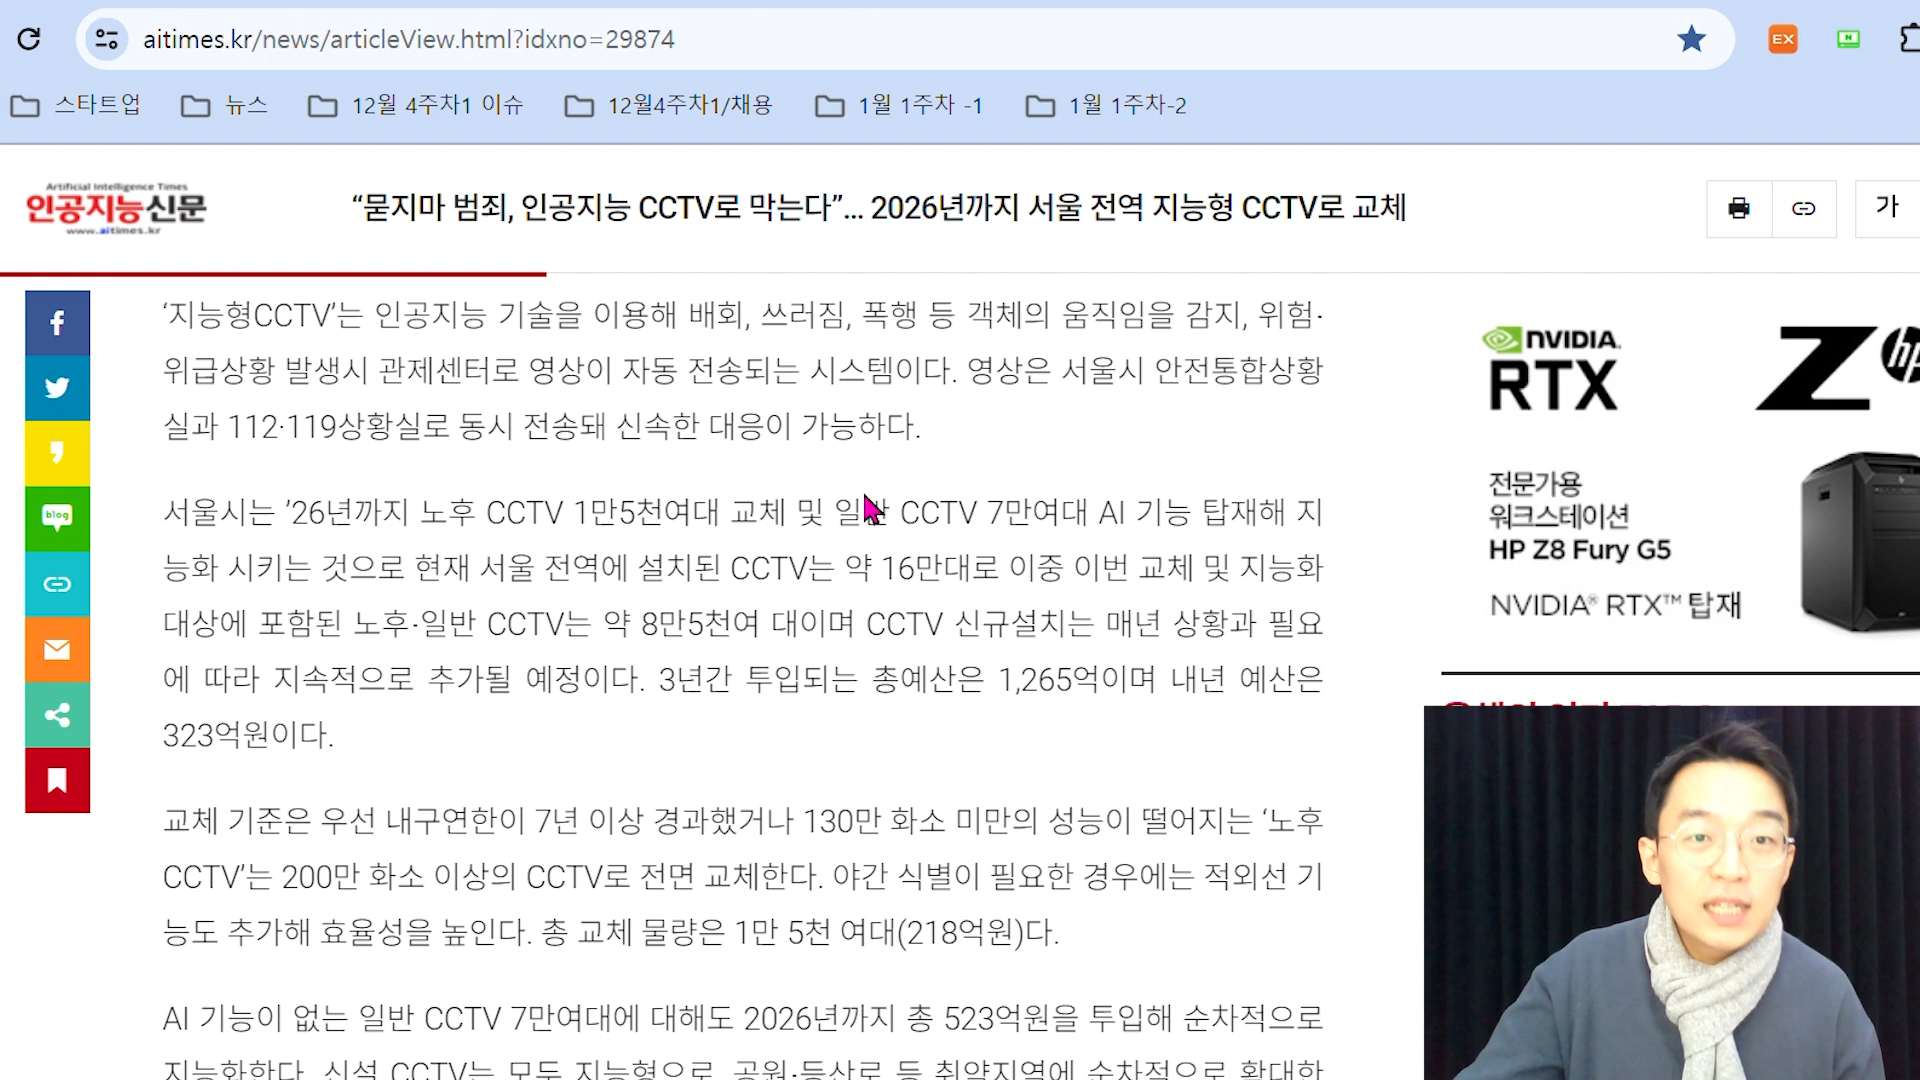 aitimes.kr/news/articleView.html?idxno=29874
EX
N
스타트업
뉴스
12월 4주차1 이슈
12월4주차1/채용
1월 1주차 -1
1월 1주차-2
Artificial Intelligence Times
인공지능신문
www.aitimes.kr
“묻지마 범죄, 인공지능 CCTV로 막는다”... 2026년까지 서울 전역 지능형 CCTV로 교체
가
‘지능형CCTV’는 인공지능 기술을 이용해 배회, 쓰러짐, 폭행 등 객체의 움직임을 감지, 위험·
위급상황 발생시 관제센터로 영상이 자동 전송되는 시스템이다. 영상은 서울시 안전통합상황
실과 112·119상황실로 동시 전송돼 신속한 대응이 가능하다.
서울시는 ’26년까지 노후 CCTV 1만5천여대 교체 및 일반 CCTV 7만여대 AI 기능 탑재해 지
능화 시키는 것으로 현재 서울 전역에 설치된 CCTV는 약 16만대로 이중 이번 교체 및 지능화
대상에 포함된 노후·일반 CCTV는 약 8만5천여 대이며 CCTV 신규설치는 매년 상황과 필요
에 따라 지속적으로 추가될 예정이다. 3년간 투입되는 총예산은 1,265억이며 내년 예산은
323억원이다.
교체 기준은 우선 내구연한이 7년 이상 경과했거나 130만 화소 미만의 성능이 떨어지는 ‘노후
CCTV’는 200만 화소 이상의 CCTV로 전면 교체한다. 야간 식별이 필요한 경우에는 적외선 기
능도 추가해 효율성을 높인다. 총 교체 물량은 1만 5천 여대(218억원)다.
AI 기능이 없는 일반 CCTV 7만여대에 대해도 2026년까지 총 523억원을 투입해 순차적으로
지능화한다. 신설 CCTV는 모두 지능형으로, 공원·등산로 등 취약지역에 순차적으로 확대한
blog
NVIDIA.
RTX
Z
hp
전문가용
워크스테이션
HP Z8 Fury G5
NVIDIA® RTX™ 탑재